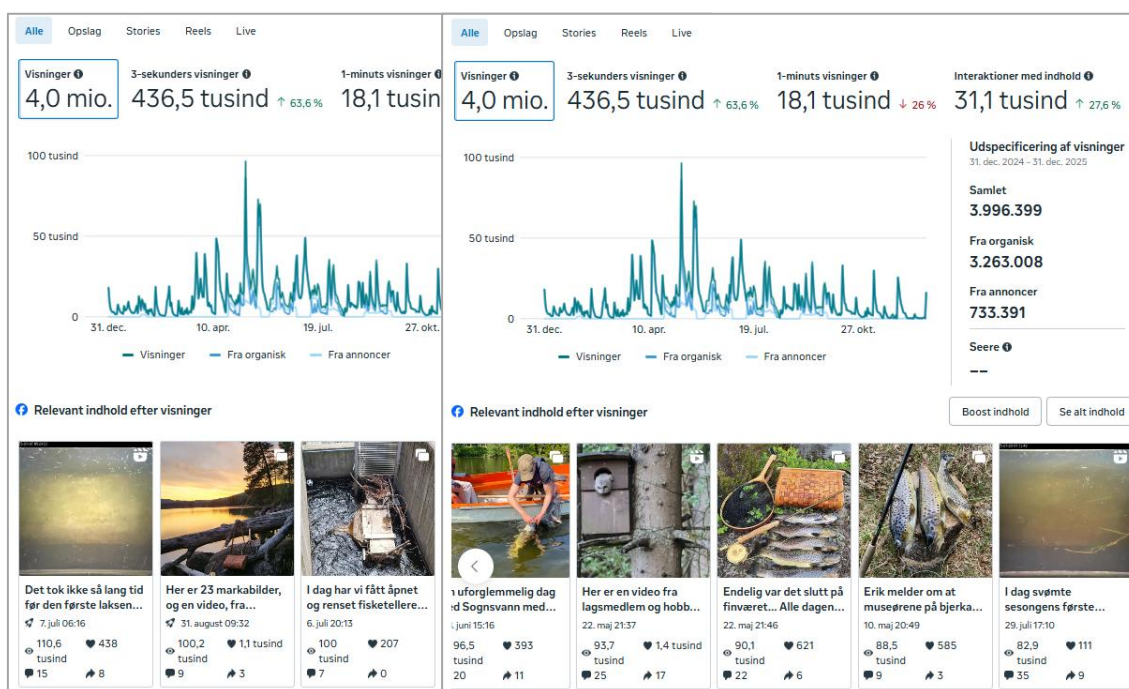 Alle Opslag Stories Reels Live
Visninger 3-sekunders visninger 1-minuts visninger
4,0 mio. 436,5 tusind ↑ 63,6 % 18,1 tusin
100 tusind
50 tusind
0
31. dec. 10. apr. 19. jul. 27. okt.
Visninger Fra organisk Fra annoncer
Relevant indhold efter visninger
Det tok ikke så lang tid
før den første laksen...
7. juli 06:16
110,6 tusind 438
15 8
Her er 23 markabilder,
og en video, fra...
31. august 09:32
100,2 tusind 1,1 tusind
9 3
I dag har vi fått åpnet
og renset fisketellere...
6. juli 20:13
100 tusind 207
7 0
Alle Opslag Stories Reels Live
Visninger 3-sekunders visninger 1-minuts visninger Interaktioner med indhold
4,0 mio. 436,5 tusind ↑ 63,6 % 18,1 tusind ↓ 26 % 31,1 tusind ↑ 27,6 %
100 tusind
50 tusind
0
31. dec. 10. apr. 19. jul. 27. okt.
Visninger Fra organisk Fra annoncer
Udspecificering af visninger
31. dec. 2024 – 31. dec. 2025
Samlet
3.996.399
Fra organisk
3.263.008
Fra annoncer
733.391
Seere
--
Relevant indhold efter visninger
Boost indhold Se alt indhold
uforglemmelig dag
ed Sognsvann med...
juni 15:16
96,5 tusind 393
20 11
Her er en video fra
lagsmedlem og hobb...
22. maj 21:37
93,7 tusind 1,4 tusind
25 17
Endelig var det slutt på
finværet... Alle dagen...
22. maj 21:46
90,1 tusind 621
22 6
Erik melder om at
museørene på bjerka...
10. maj 20:49
88,5 tusind 585
9 3
I dag svømte
sesongens første...
29. juli 17:10
82,9 tusind 111
35 9